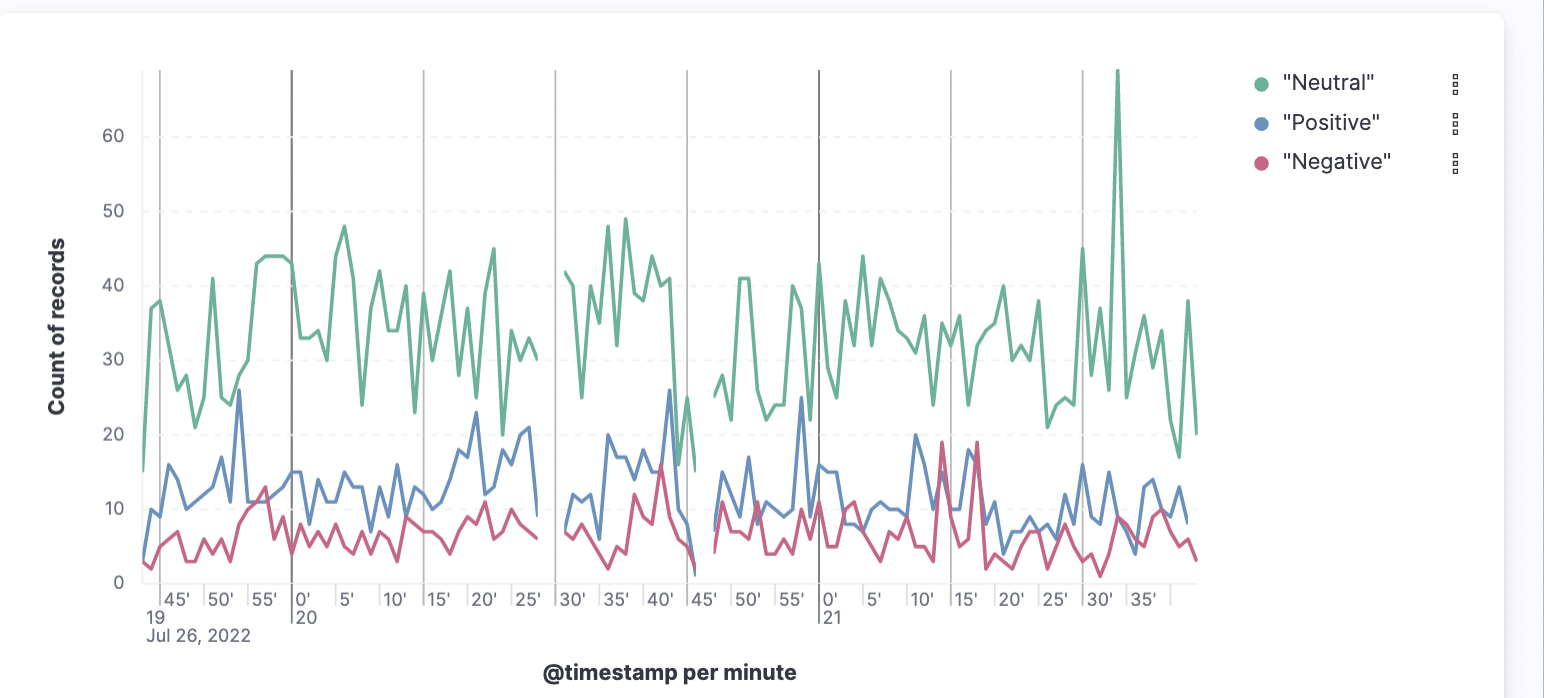 "Neutral"
"Positive"
"Negative"
Count of records
60
50
40
30
20
10
0
45' 50' 55' 0' 5' 10' 15' 20' 25' 30' 35' 40' 45' 50' 55' 0' 5' 10' 15' 20' 25' 30' 35'
19 20 21
Jul 26, 2022
@timestamp per minute